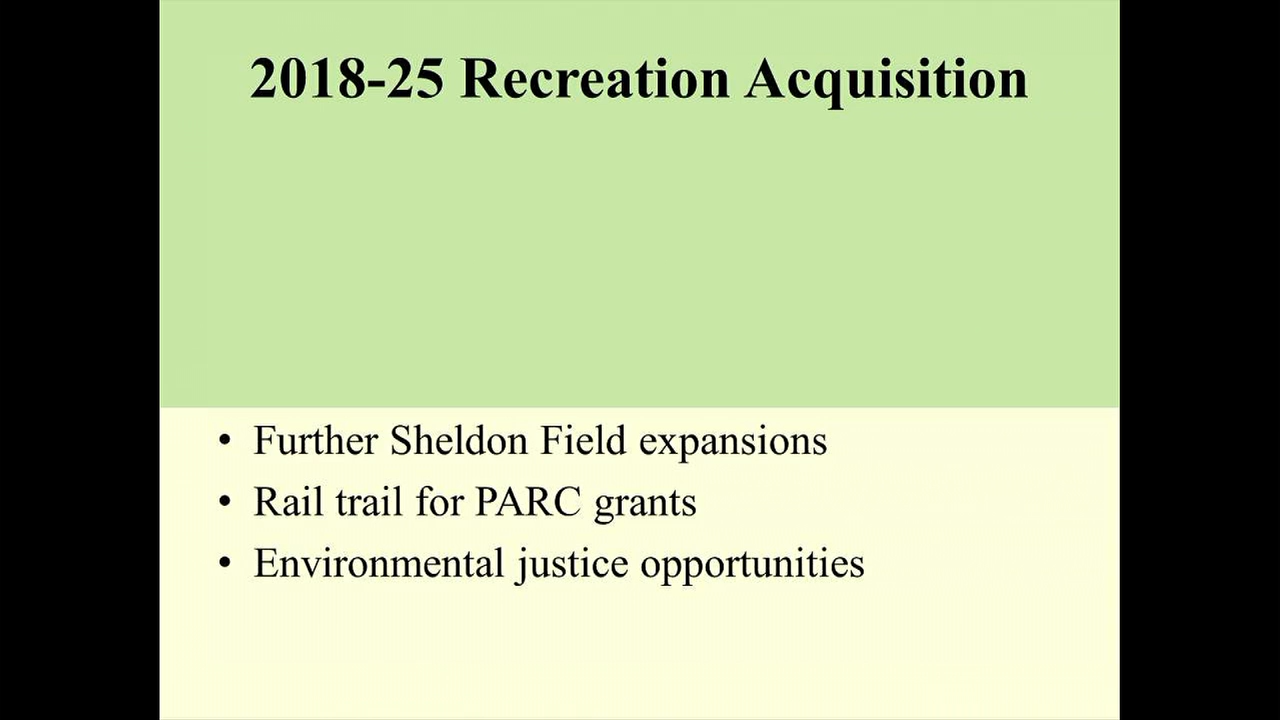 2018-25 Recreation Acquisition
• Further Sheldon Field expansions
• Rail trail for PARC grants
• Environmental justice opportunities